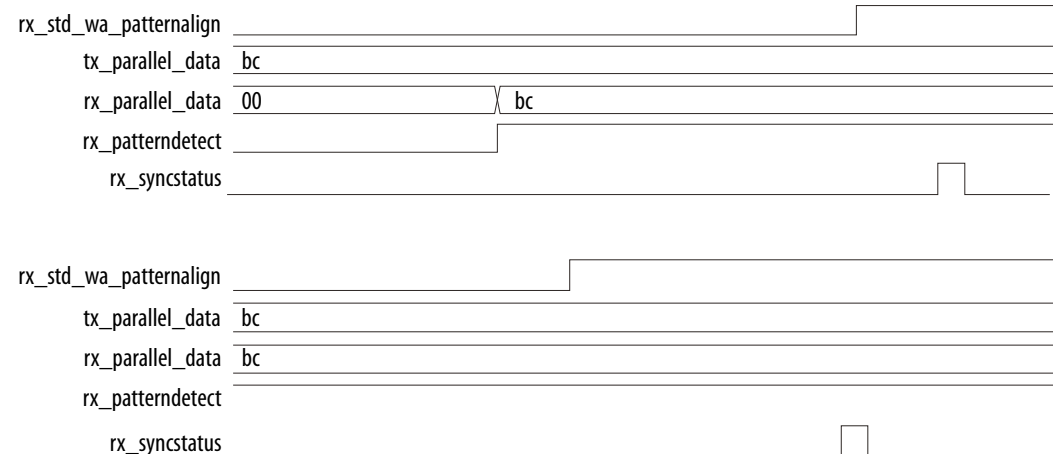 rx_std_wa_patternalign
tx_parallel_data bc
rx_parallel_data 00 bc
rx_patterndetect
rx_syncstatus
rx_std_wa_patternalign
tx_parallel_data bc
rx_parallel_data bc
rx_patterndetect
rx_syncstatus